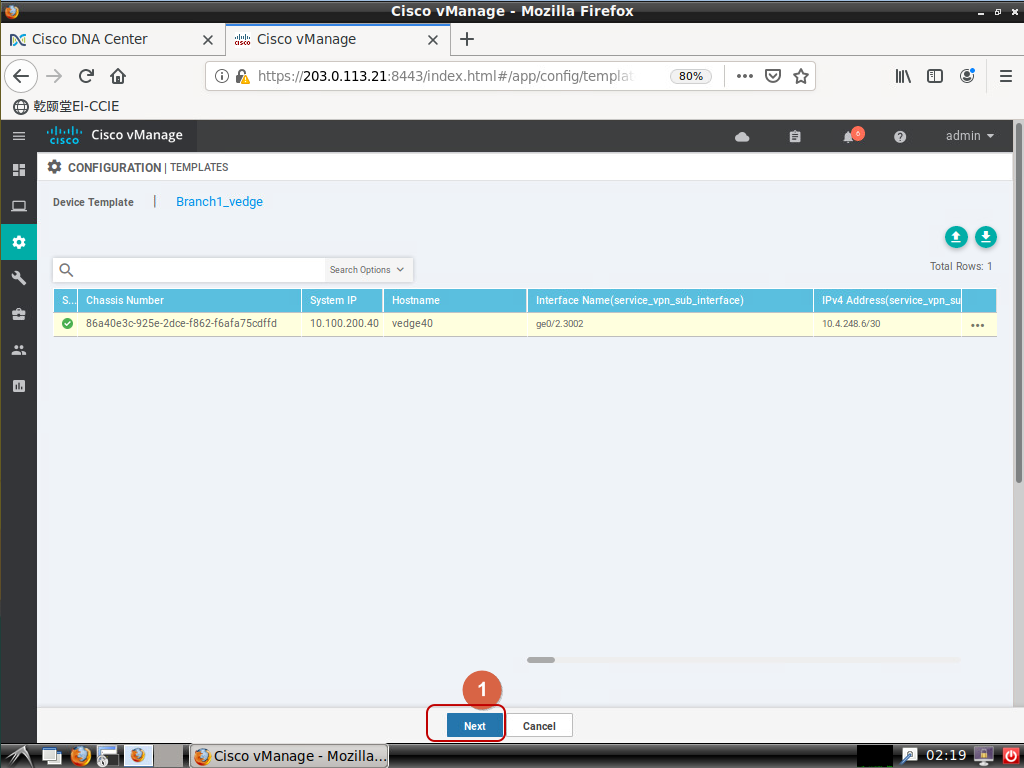 Cisco vManage - Mozilla Firefox
Cisco DNA Center
Cisco vManage
https://203.0.113.21:8443/index.html#/app/config/templat
80%
乾颐堂EI-CCIE
cisco
Cisco vManage
6
admin
CONFIGURATION | TEMPLATES
Device Template | Branch1_vedge
Search Options
Total Rows: 1
S... Chassis Number System IP Hostname Interface Name(service_vpn_sub_interface) IPv4 Address(service_vpn_su
86a40e3c-925e-2dce-f862-f6afa75cdffd 10.100.200.40 vedge40 ge0/2.3002 10.4.248.6/30
1
Next Cancel
Cisco vManage - Mozilla...
02:19